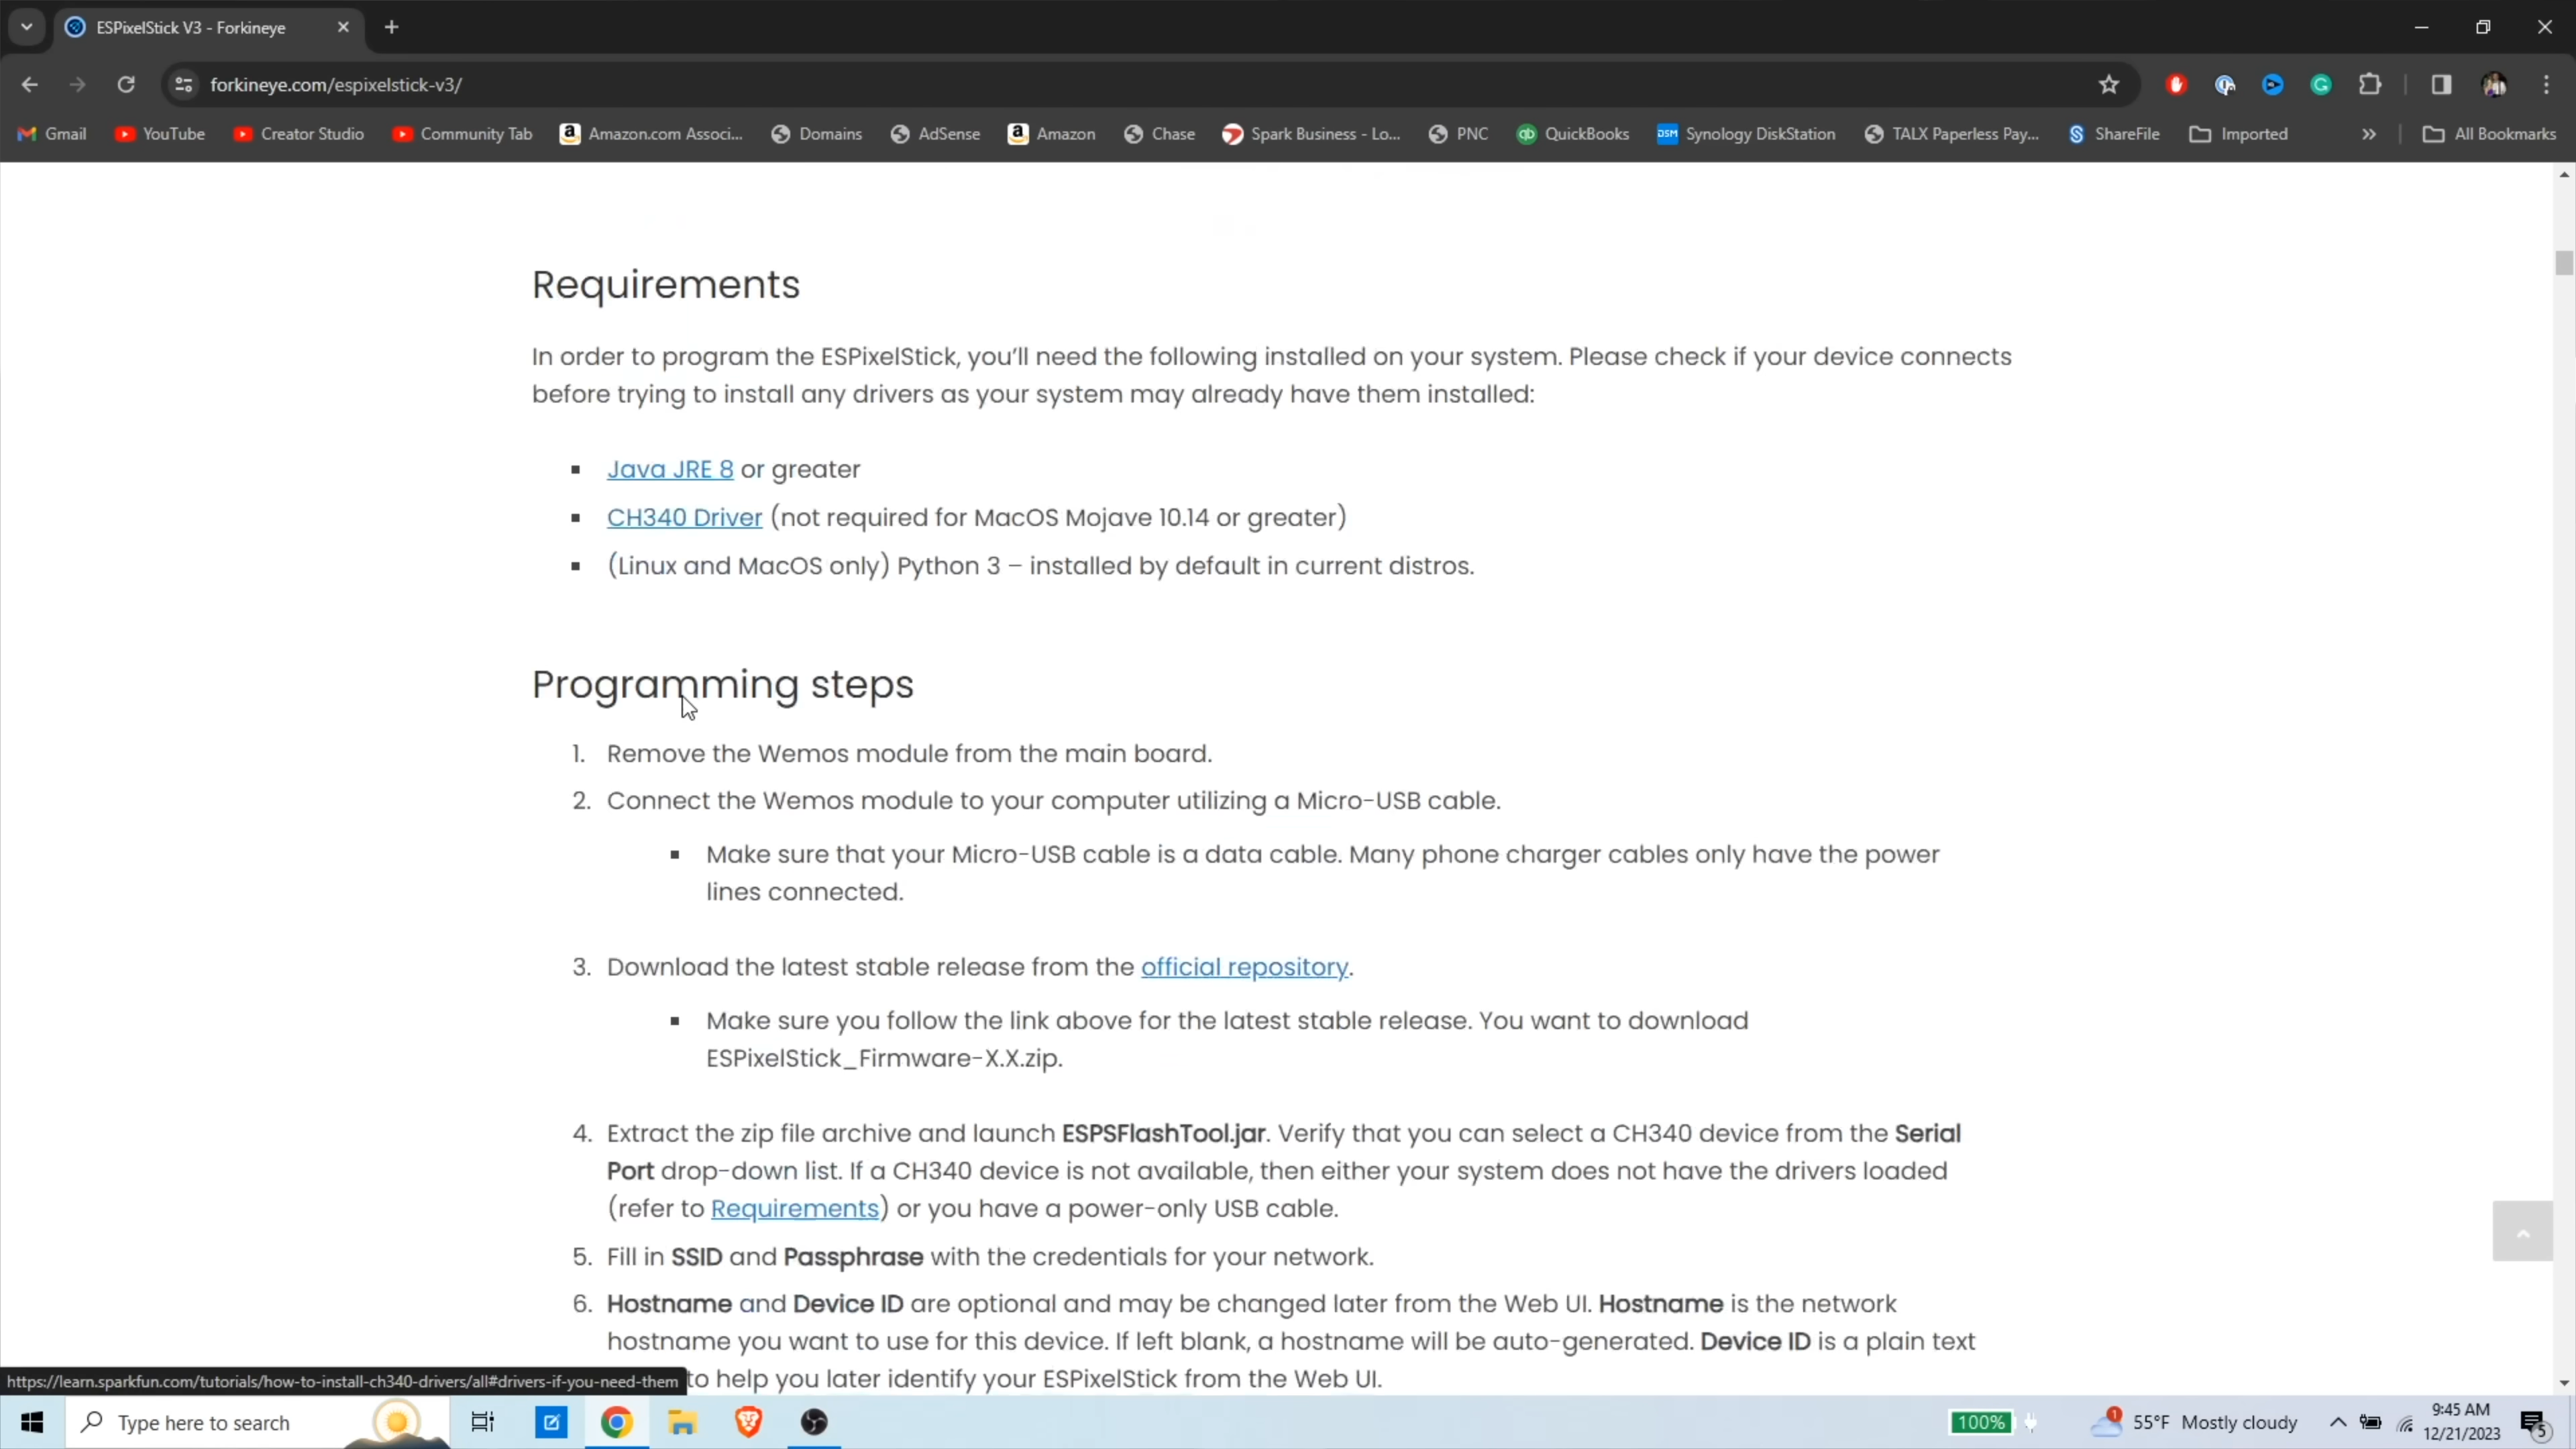 ESPixelStick V3 - Forkineye
forkineye.com/espixelstick-v3/
Gmail YouTube Creator Studio Community Tab Amazon.com Associ... Domains AdSense Amazon Chase Spark Business - Lo... PNC QuickBooks Synology DiskStation TALX Paperless Pay... ShareFile Imported » All Bookmarks
Requirements
In order to program the ESPixelStick, you’ll need the following installed on your system. Please check if your device connects
before trying to install any drivers as your system may already have them installed:
Java JRE 8 or greater
CH340 Driver (not required for MacOS Mojave 10.14 or greater)
(Linux and MacOS only) Python 3 – installed by default in current distros.
Programming steps
1. Remove the Wemos module from the main board.
2. Connect the Wemos module to your computer utilizing a Micro-USB cable.
Make sure that your Micro-USB cable is a data cable. Many phone charger cables only have the power
lines connected.
3. Download the latest stable release from the official repository.
Make sure you follow the link above for the latest stable release. You want to download
ESPixelStick_Firmware-X.X.zip.
4. Extract the zip file archive and launch ESPSFlashTool.jar. Verify that you can select a CH340 device from the Serial
Port drop-down list. If a CH340 device is not available, then either your system does not have the drivers loaded
(refer to Requirements) or you have a power-only USB cable.
5. Fill in SSID and Passphrase with the credentials for your network.
6. Hostname and Device ID are optional and may be changed later from the Web UI. Hostname is the network
hostname you want to use for this device. If left blank, a hostname will be auto-generated. Device ID is a plain text
to help you later identify your ESPixelStick from the Web UI.
https://learn.sparkfun.com/tutorials/how-to-install-ch340-drivers/all#drivers-if-you-need-them
Type here to search
100%
1
55°F Mostly cloudy
9:45 AM
12/21/2023
5